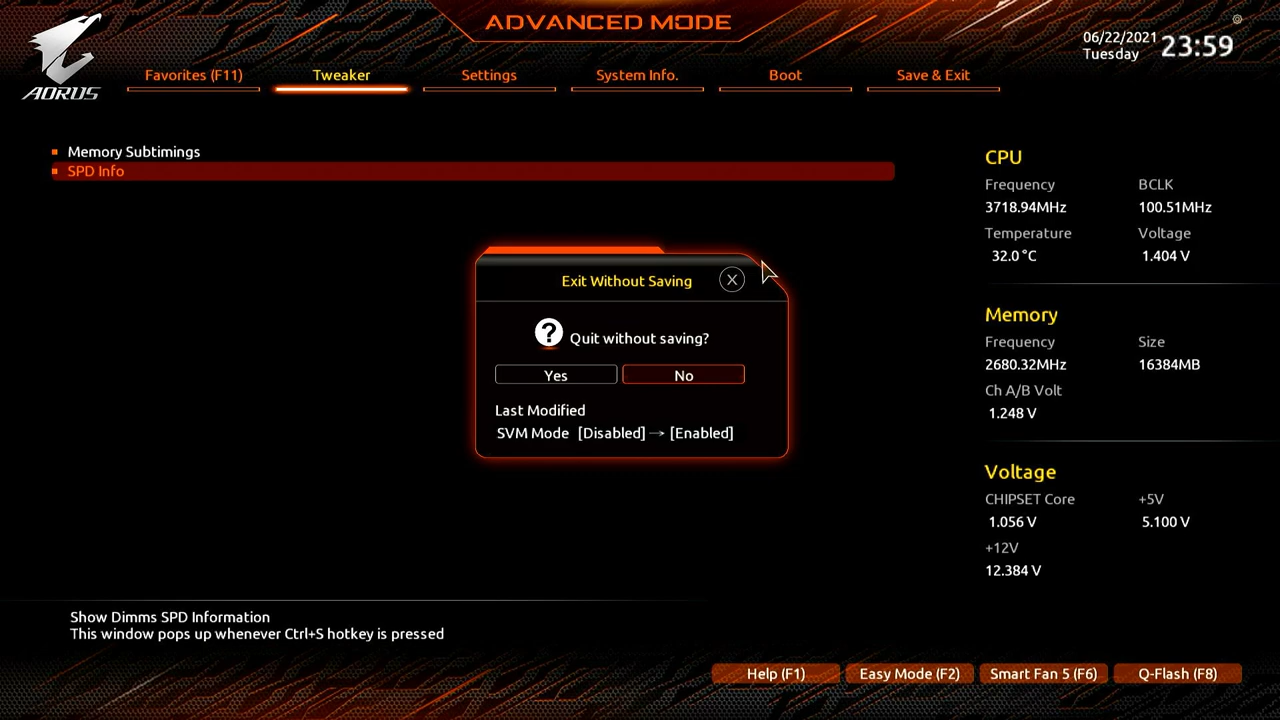 ADVANCED MODE
06/22/2021
Tuesday
23:59
AORUS
Favorites (F11)
Tweaker
Settings
System Info.
Boot
Save & Exit
Memory Subtimings
SPD Info
Exit Without Saving
X
?
Quit without saving?
Yes
No
Last Modified
SVM Mode [Disabled] → [Enabled]
CPU
Frequency BCLK
3718.94MHz 100.51MHz
Temperature Voltage
32.0 °C 1.404 V
Memory
Frequency Size
2680.32MHz 16384MB
Ch A/B Volt
1.248 V
Voltage
CHIPSET Core +5V
1.056 V 5.100 V
+12V
12.384 V
Show Dimms SPD Information
This window pops up whenever Ctrl+S hotkey is pressed
Help (F1)
Easy Mode (F2)
Smart Fan 5 (F6)
Q-Flash (F8)